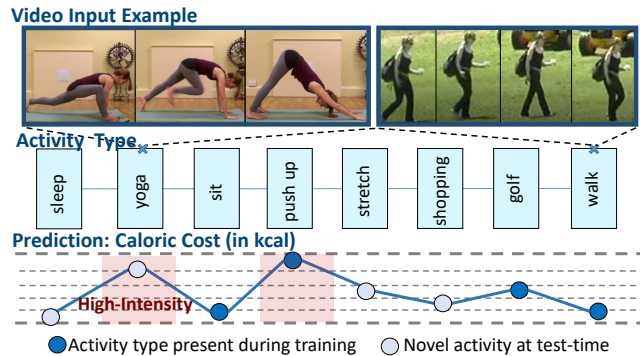 Video Input Example
Activity Type
sleep
yoga
sit
push up
stretch
shopping
golf
walk
Prediction: Caloric Cost (in kcal)
High-Intensity
Activity type present during training
Novel activity at test-time